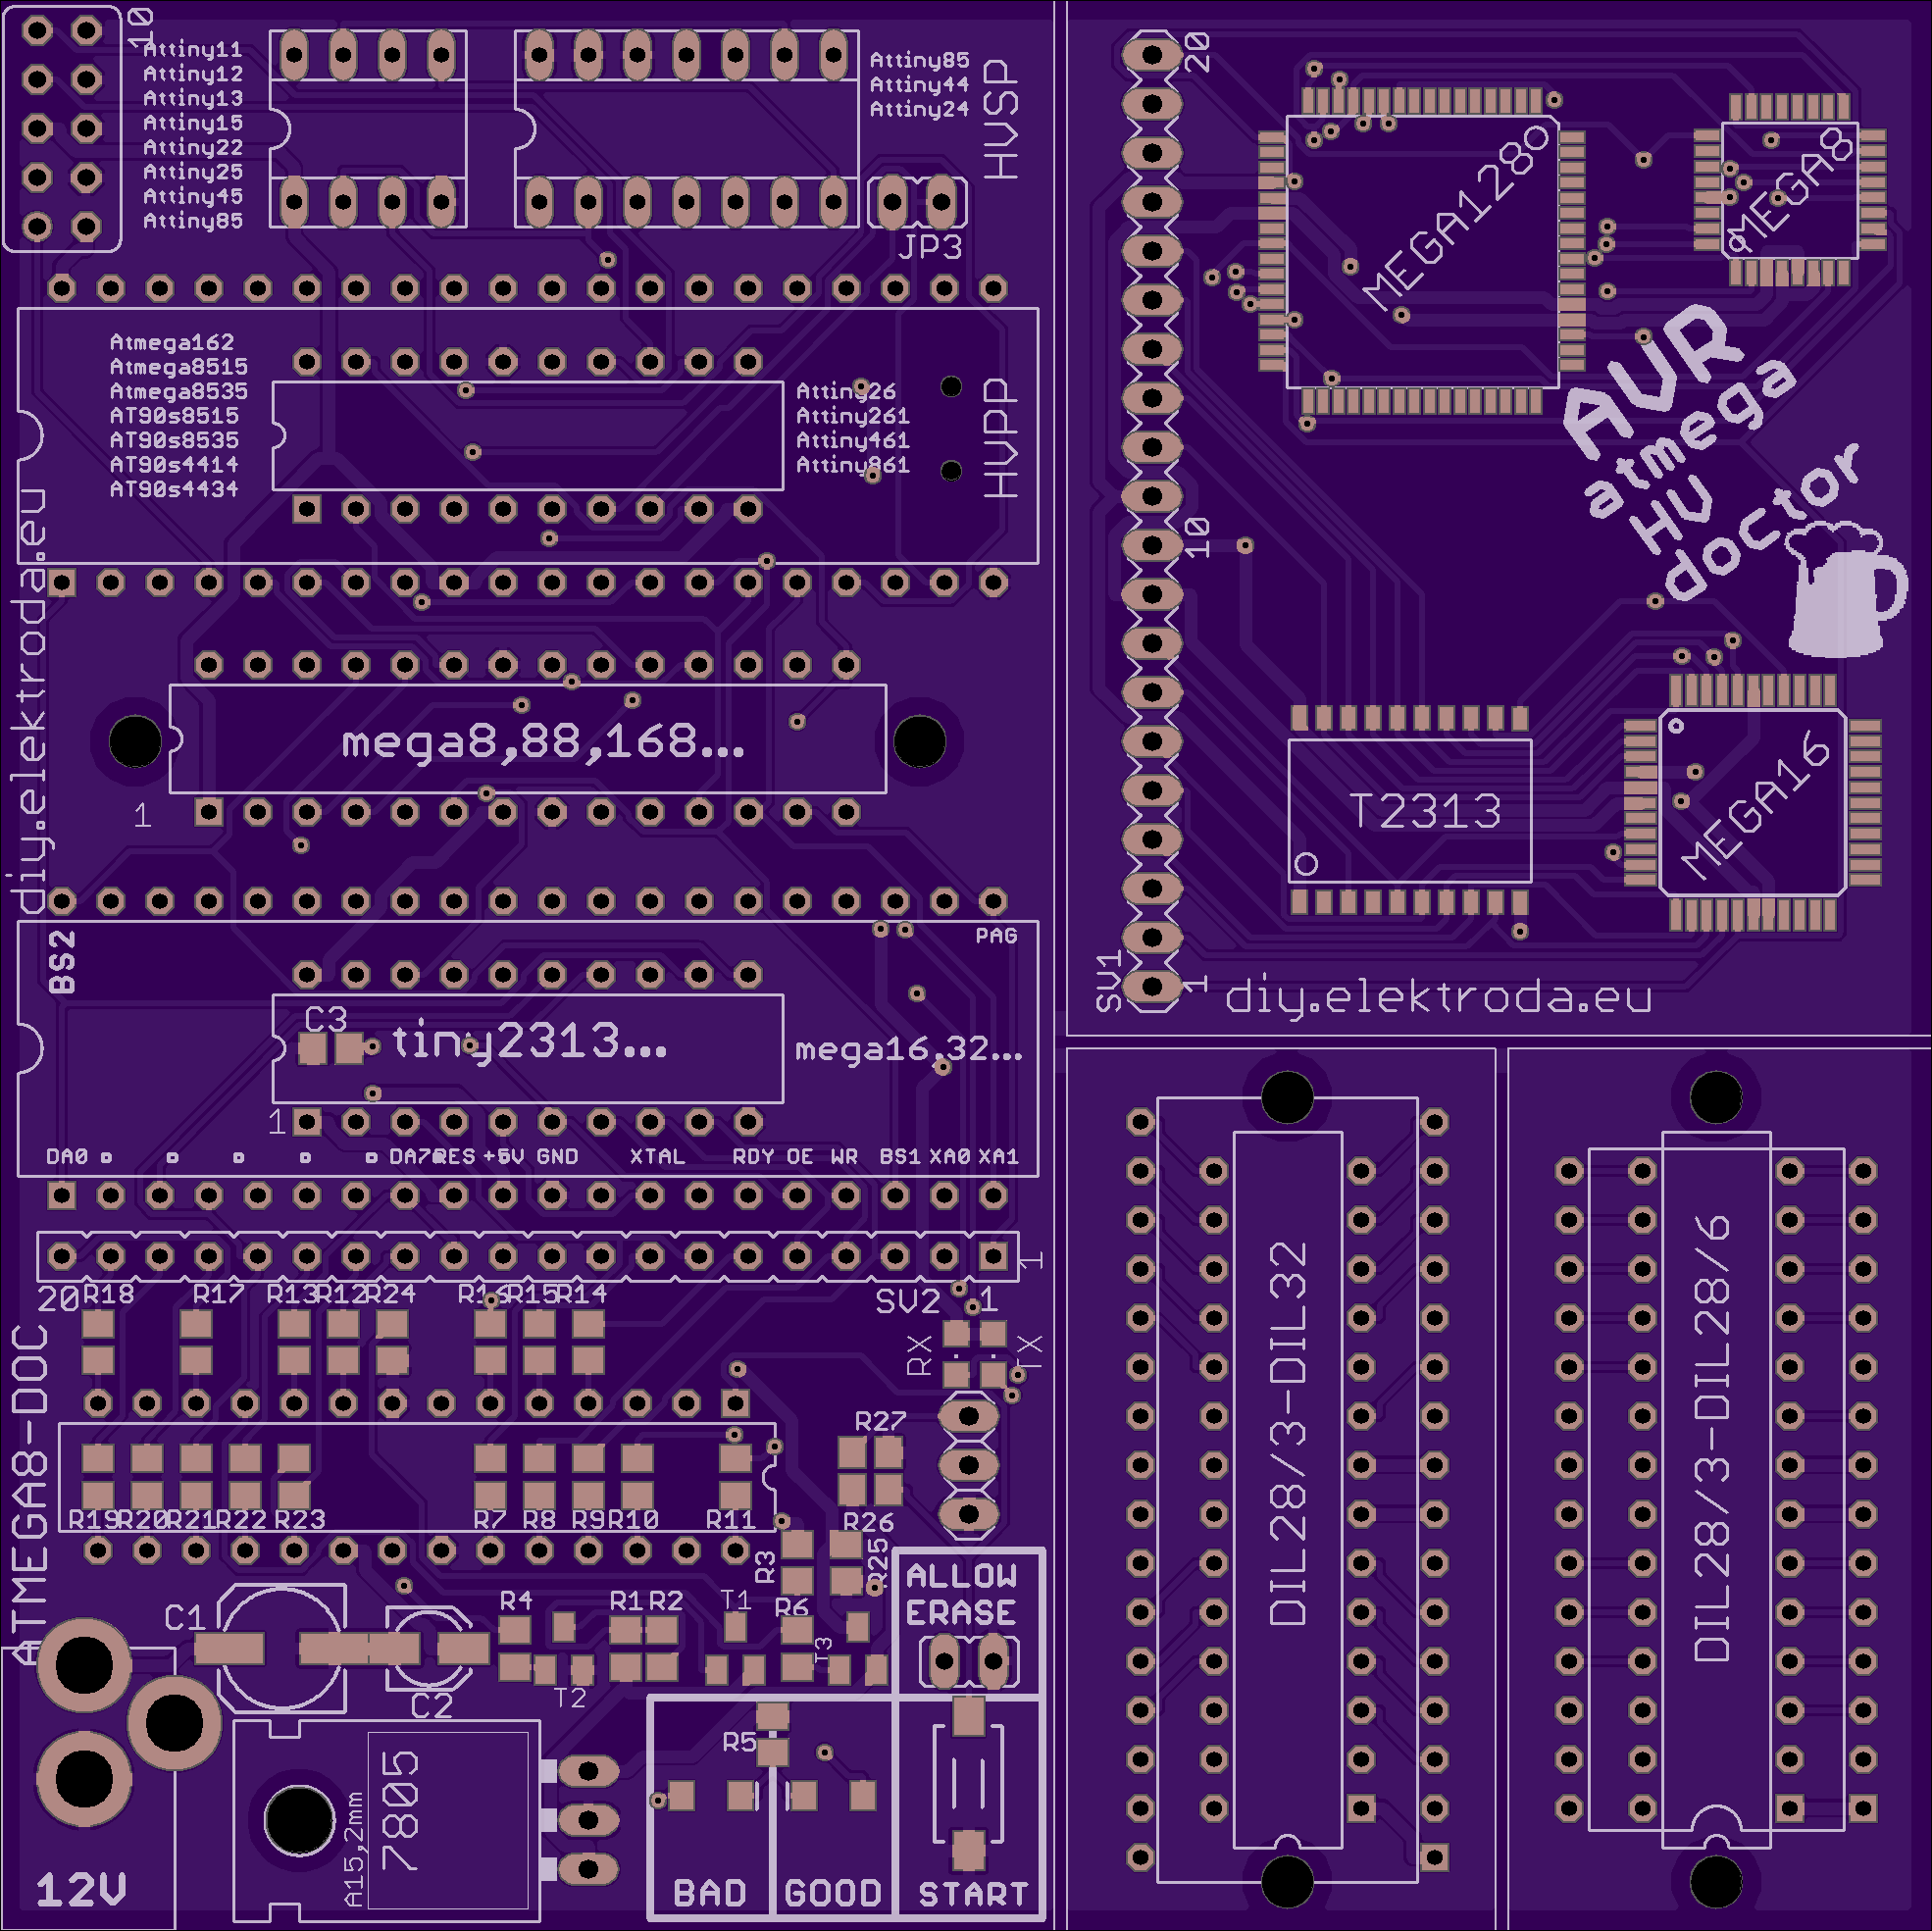 10
Attiny11
Attiny12
Attiny13
Attiny15
Attiny22
Attiny25
Attiny45
Attiny85
Attiny85
Attiny44
Attiny24
HVSP
JP3
Atmega162
Atmega8515
Atmega8535
AT90s8515
AT90s8535
AT90s4414
AT90s4434
Attiny26
Attiny261
Attiny461
Attiny861
HVPP
diy.elektroda.eu
mega8,88,168...
1
BS2
PAG
C3
tiny2313...
mega16,32...
1
DA0 DA7 RES +5V GND XTAL RDY OE WR BS1 XA0 XA1
1
20
R18 R17 R13 R12 R24 R16 R15 R14
SV2 1
RX TX
ATMEGA8-DOC
R27
R19 R20 R21 R22 R23 R7 R8 R9 R10 R11
R26
R3
R25
C1
R4
R1 R2
T1
R6
T3
T2
C2
ALLOW
ERASE
R5
A15,2mm
7805
12V
BAD GOOD START
20
10
SV1
1
MEGA128
MEGA8
AVR
atmega
HV
doctor
T2313
MEGA16
diy.elektroda.eu
DIL28/3-DIL32
DIL28/3-DIL28/6